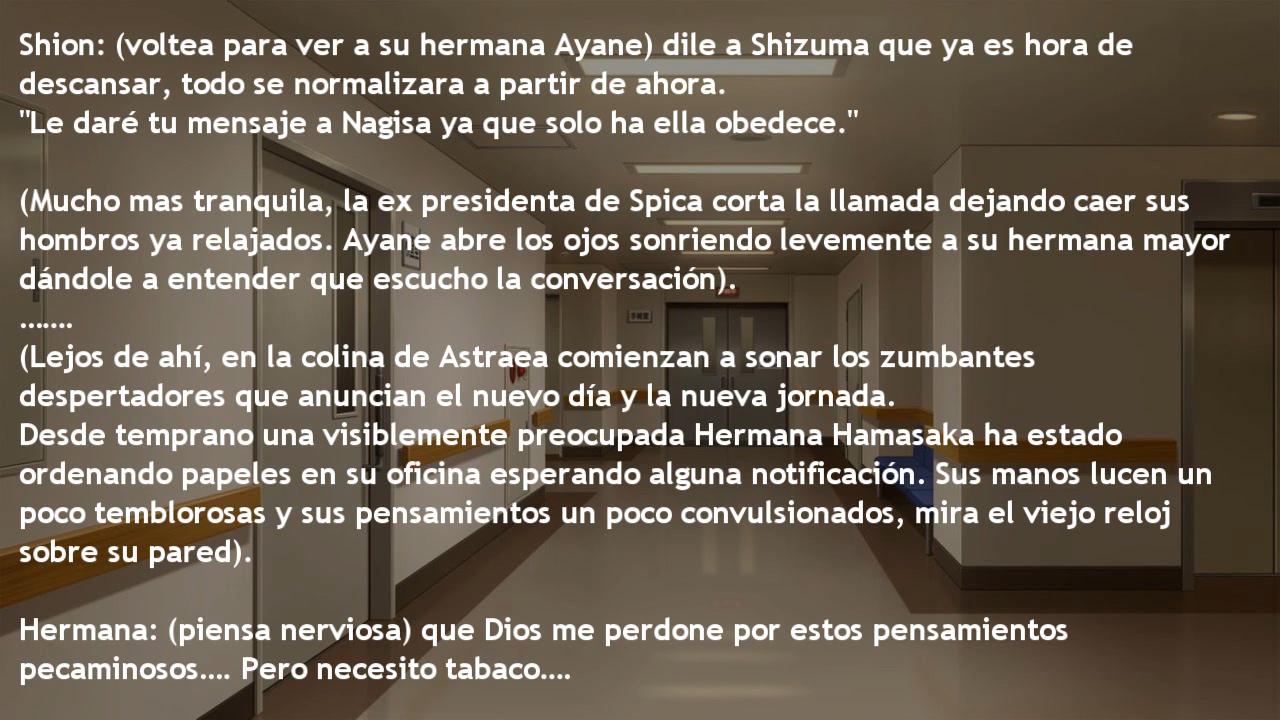 Shion: (voltea para ver a su hermana Ayane) dile a Shizuma que ya es hora de
descansar, todo se normalizara a partir de ahora.
"Le daré tu mensaje a Nagisa ya que solo ha ella obedece."
(Mucho mas tranquila, la ex presidenta de Spica corta la llamada dejando caer sus
hombros ya relajados. Ayane abre los ojos sonriendo levemente a su hermana mayor
dándole a entender que escucho la conversación).
…….
(Lejos de ahí, en la colina de Astraea comienzan a sonar los zumbantes
despertadores que anuncian el nuevo día y la nueva jornada.
Desde temprano una visiblemente preocupada Hermana Hamasaka ha estado
ordenando papeles en su oficina esperando alguna notificación. Sus manos lucen un
poco temblorosas y sus pensamientos un poco convulsionados, mira el viejo reloj
sobre su pared).
Hermana: (piensa nerviosa) que Dios me perdone por estos pensamientos
pecaminosos…. Pero necesito tabaco….